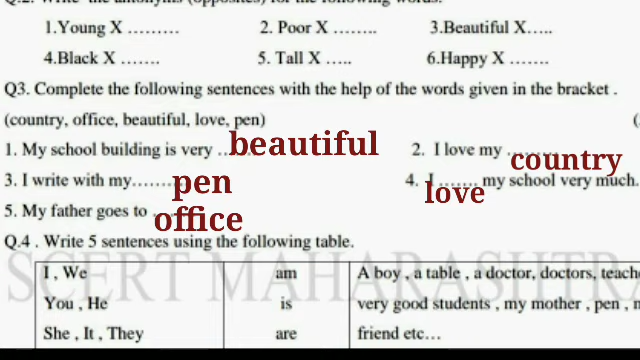 Q.2. Write the antonyms (opposites) for the following words.
1.Young X ......... 2. Poor X ........ 3.Beautiful X.....
4.Black X ....... 5. Tall X ..... 6.Happy X .......
Q3. Complete the following sentences with the help of the words given in the bracket .
(country, office, beautiful, love, pen) (
1. My school building is very ... beautiful 2. I love my ......... country
3. I write with my........ pen 4. I ....... my school very much. love
5. My father goes to office
Q.4 . Write 5 sentences using the following table.
SCERT MAHARASHTRA
I , We am A boy , a table , a doctor, doctors,
You , He is very good students , my mother , pen ,
She , It , They are friend etc...